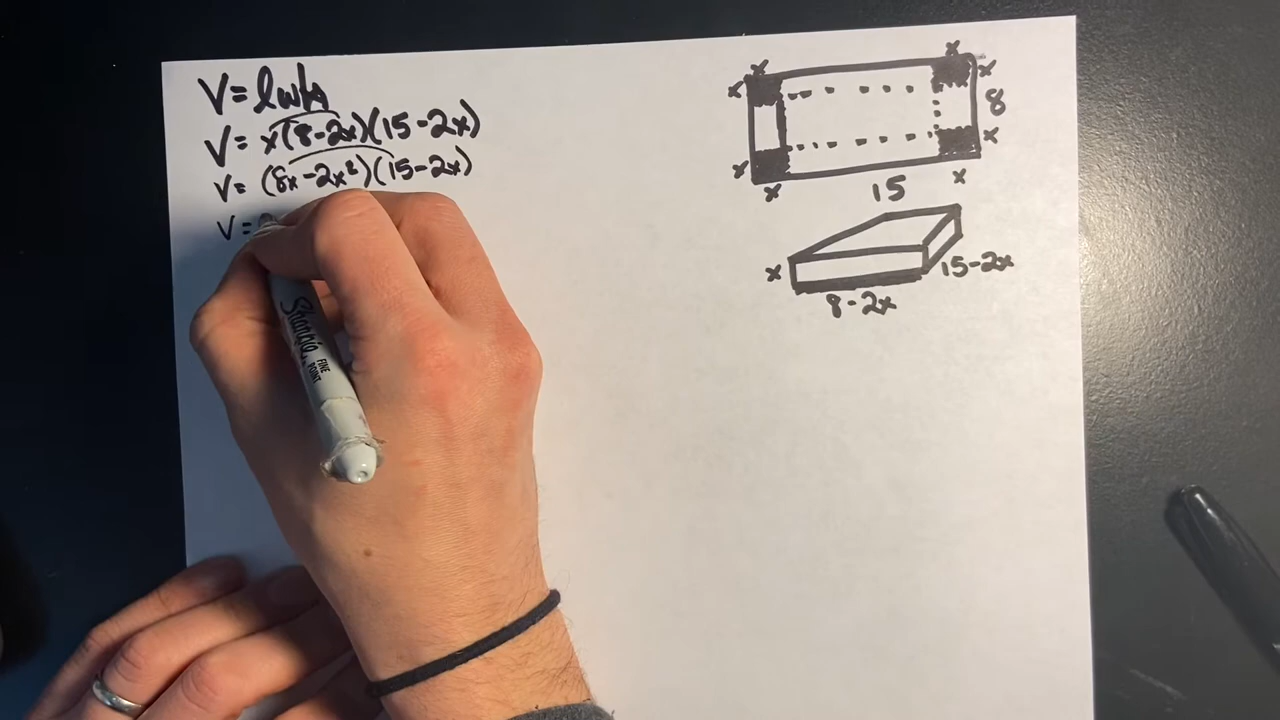 V = lwh
V = x(8-2x)(15-2x)
V = (8x-2x²)(15-2x)
V =
x x
x x
8
x x
x x
15
x
15-2x
8-2x
Sharpie
FINE
POINT